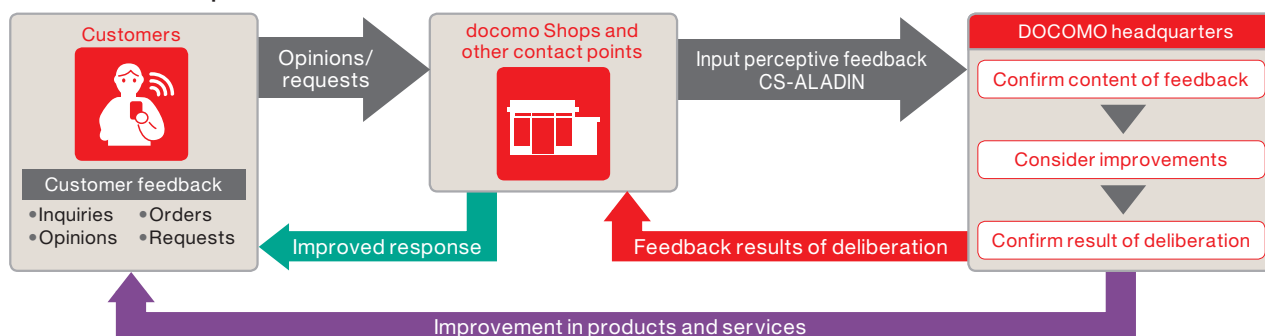 Customers
Customer feedback
•Inquiries •Orders
•Opinions •Requests
Opinions/
requests
docomo Shops and
other contact points
Input perceptive feedback
CS-ALADIN
DOCOMO headquarters
Confirm content of feedback
Consider improvements
Confirm result of deliberation
Improved response
Feedback results of deliberation
Improvement in products and services